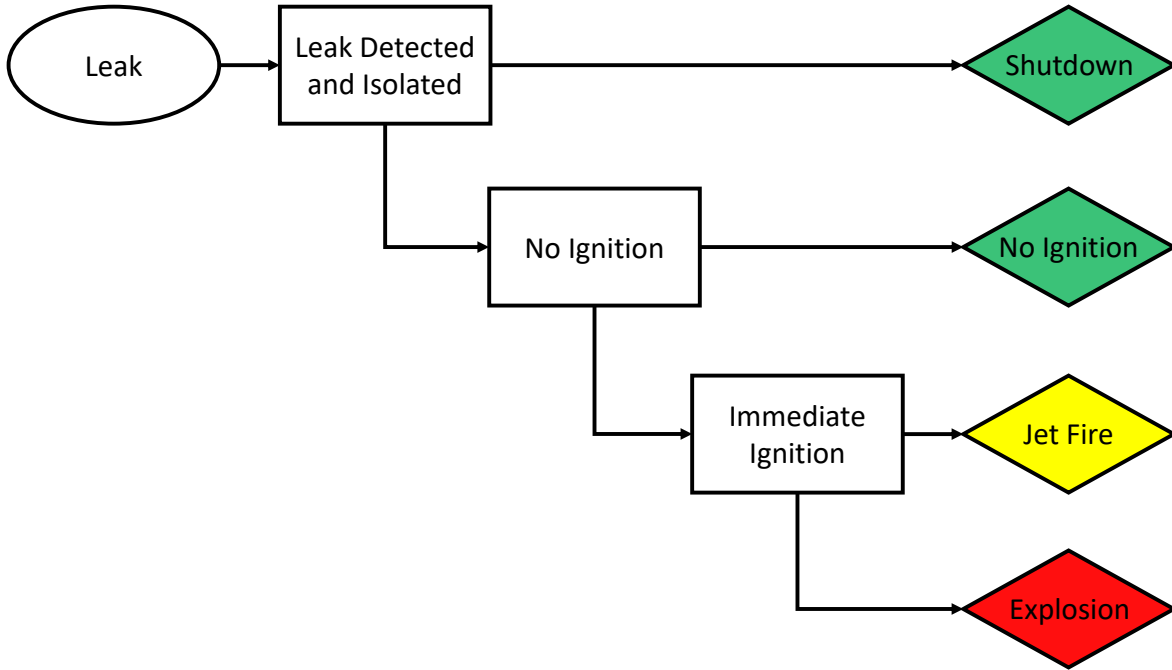 Leak
Leak Detected
and Isolated
Shutdown
No Ignition
No Ignition
Immediate
Ignition
Jet Fire
Explosion